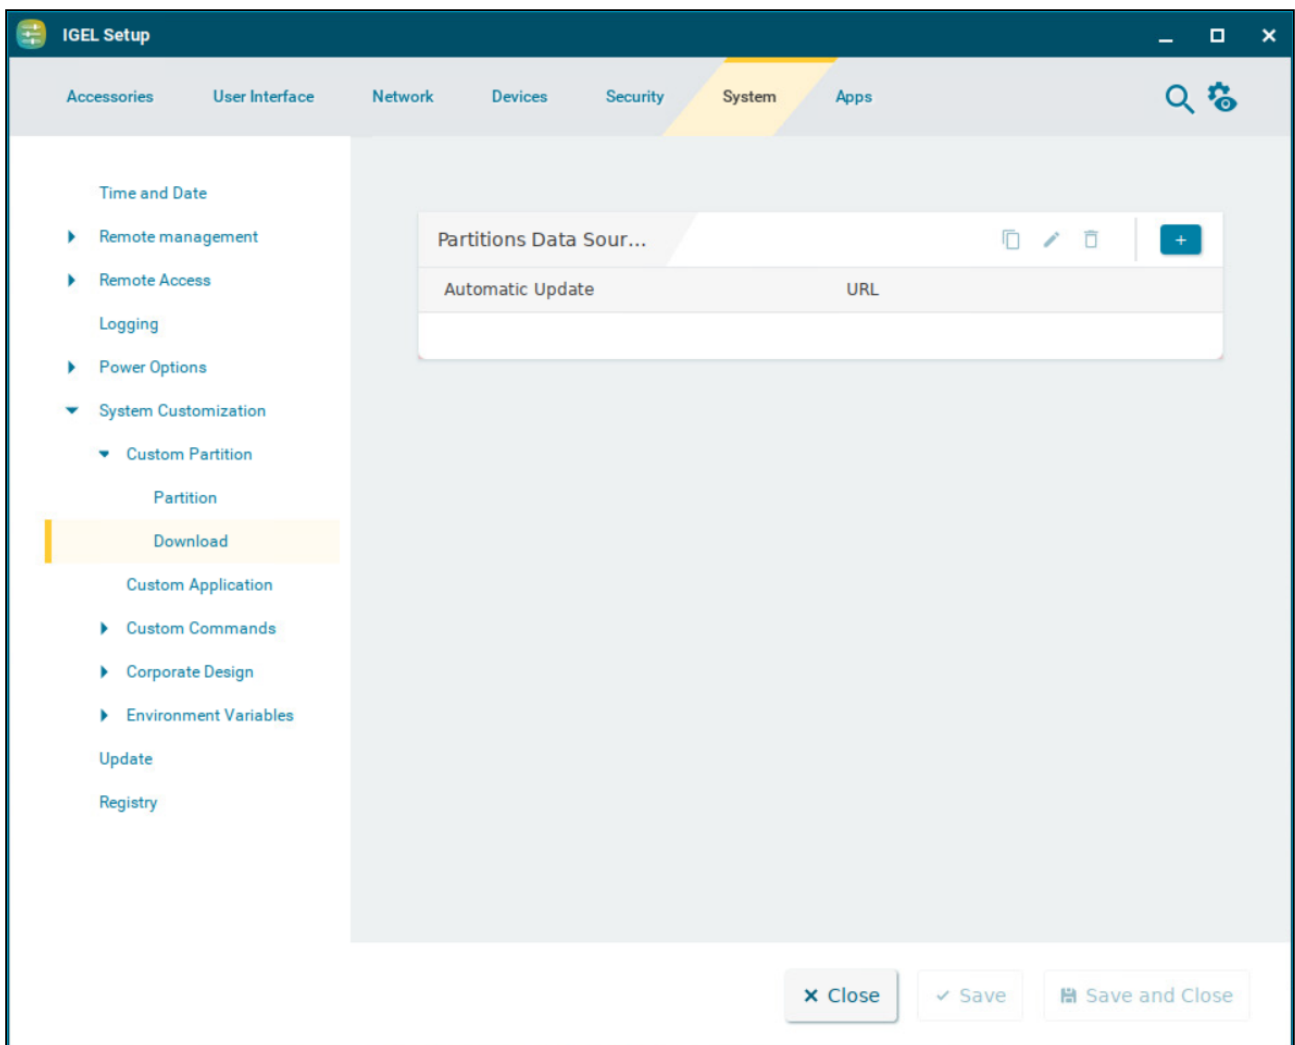 IGEL Setup
Accessories User Interface Network Devices Security System Apps
Time and Date
Remote management
Remote Access
Logging
Power Options
System Customization
Custom Partition
Partition
Download
Custom Application
Custom Commands
Corporate Design
Environment Variables
Update
Registry
Partitions Data Sour...
Automatic Update URL
Close Save Save and Close